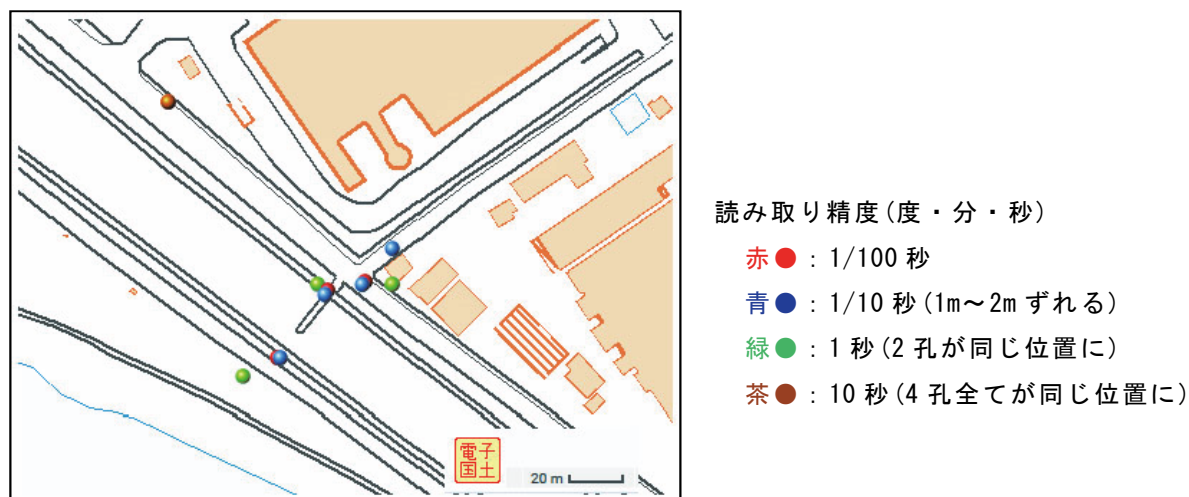 読み取り精度(度・分・秒)
赤●：1/100 秒
青●：1/10 秒(1m～2m ずれる)
緑●：1 秒(2 孔が同じ位置に)
茶●：10 秒(4 孔全てが同じ位置に)
電子
国土
20 m